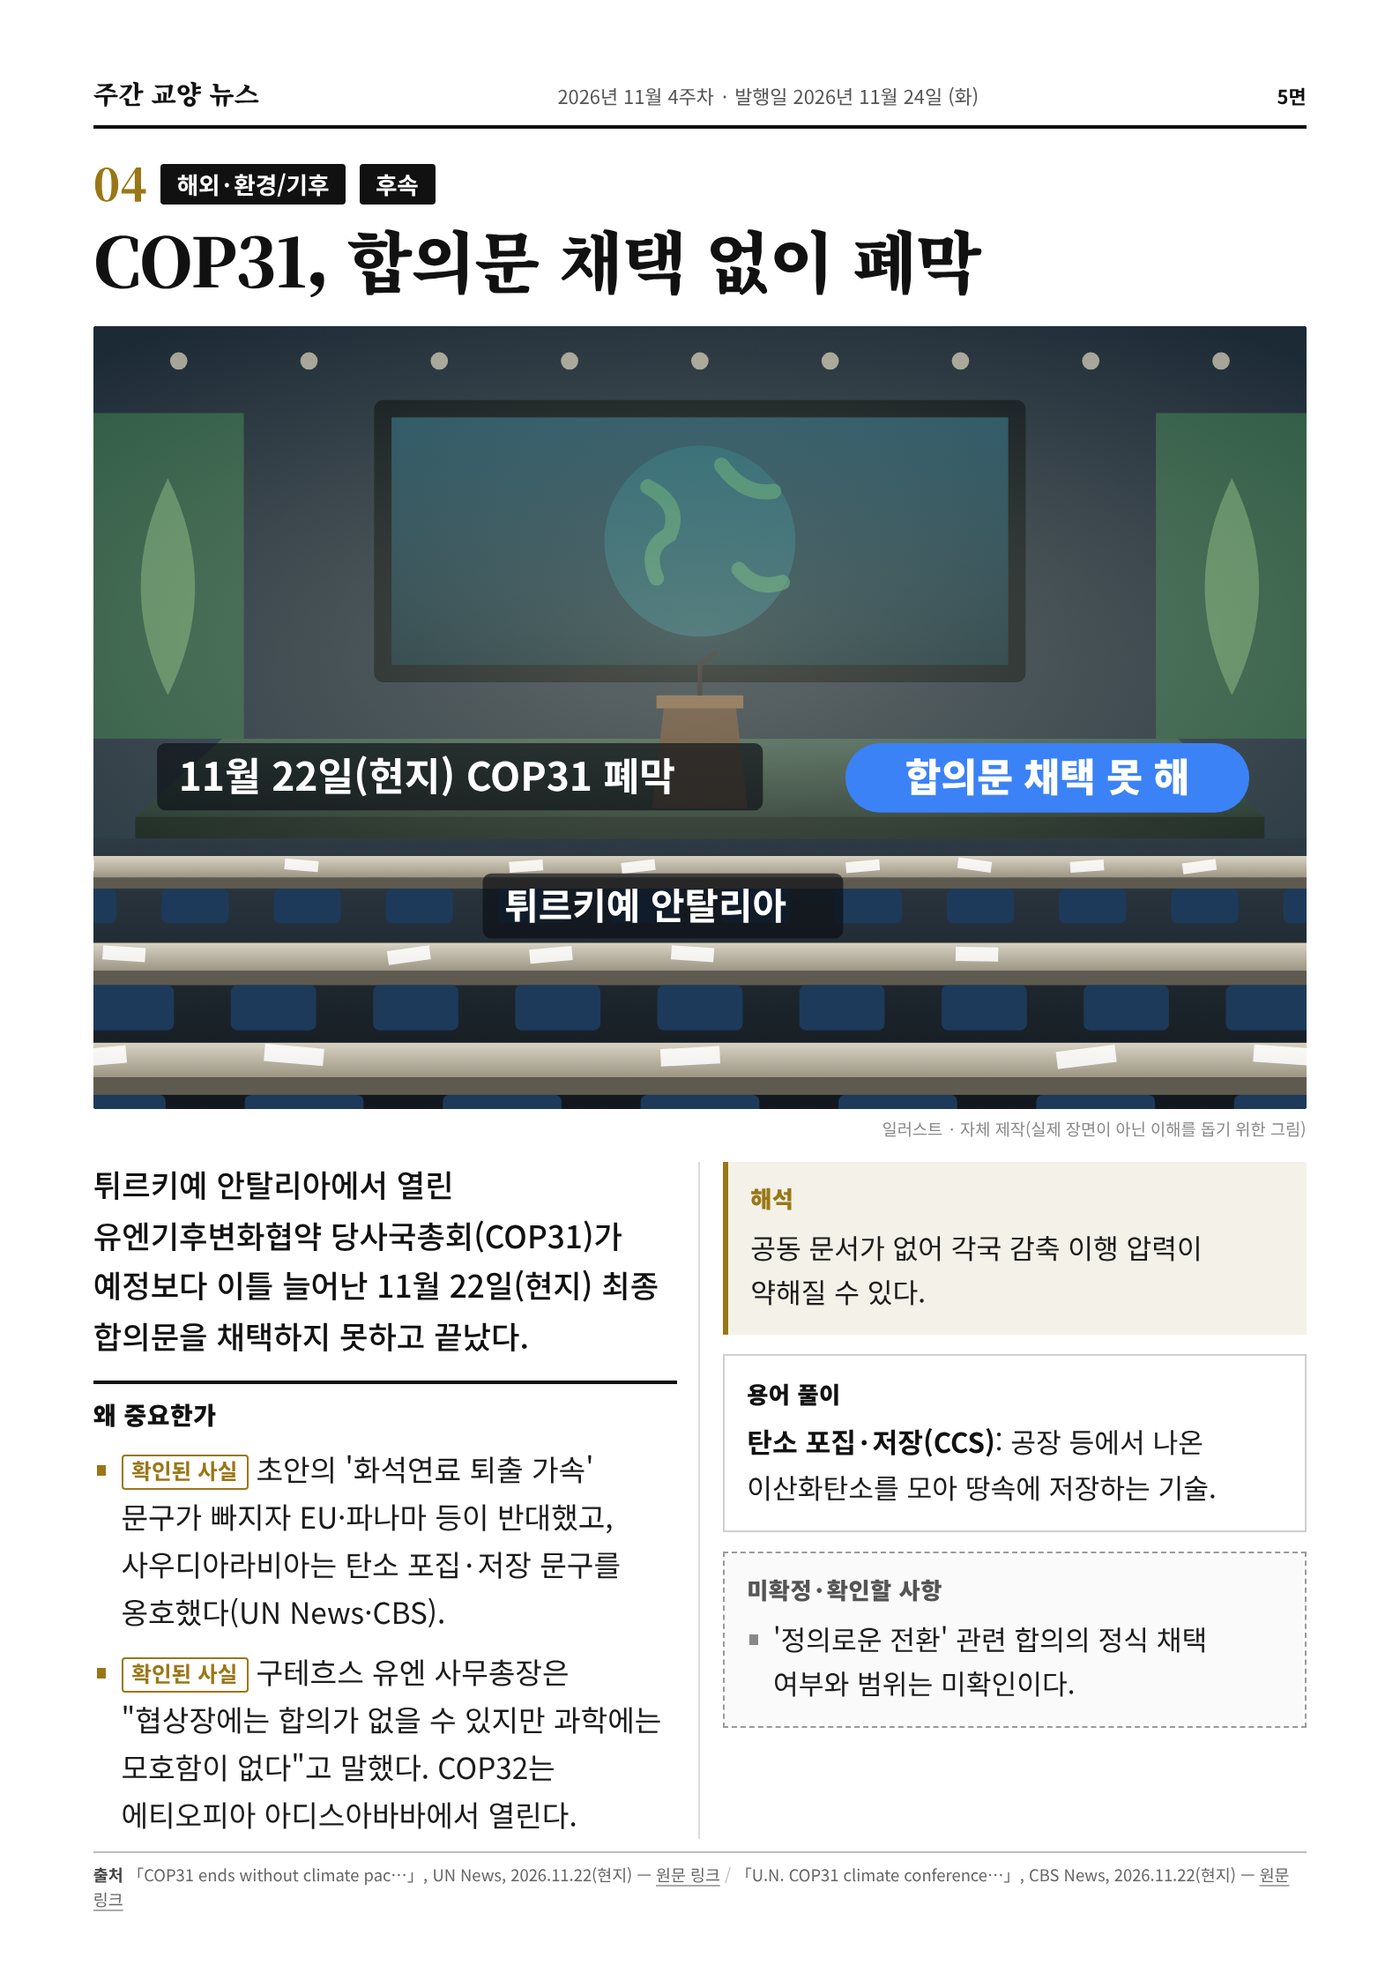 주간 교양 뉴스
2026년 11월 4주차 · 발행일 2026년 11월 24일 (화)
5면
04 해외·환경/기후 후속
COP31, 합의문 채택 없이 폐막
11월 22일(현지) COP31 폐막
합의문 채택 못 해
튀르키예 안탈리아
일러스트 · 자체 제작(실제 장면이 아닌 이해를 돕기 위한 그림)
튀르키예 안탈리아에서 열린
유엔기후변화협약 당사국총회(COP31)가
예정보다 이틀 늘어난 11월 22일(현지) 최종
합의문을 채택하지 못하고 끝났다.
왜 중요한가
확인된 사실 초안의 '화석연료 퇴출 가속'
문구가 빠지자 EU·파나마 등이 반대했고,
사우디아라비아는 탄소 포집·저장 문구를
옹호했다(UN News·CBS).
확인된 사실 구테흐스 유엔 사무총장은
"협상장에는 합의가 없을 수 있지만 과학에는
모호함이 없다"고 말했다. COP32는
에티오피아 아디스아바바에서 열린다.
해석
공동 문서가 없어 각국 감축 이행 압력이
약해질 수 있다.
용어 풀이
탄소 포집·저장(CCS): 공장 등에서 나온
이산화탄소를 모아 땅속에 저장하는 기술.
미확정·확인할 사항
'정의로운 전환' 관련 합의의 정식 채택
여부와 범위는 미확인이다.
출처 「COP31 ends without climate pac…」, UN News, 2026.11.22(현지) — 원문 링크 / 「U.N. COP31 climate conference…」, CBS News, 2026.11.22(현지) — 원문
링크